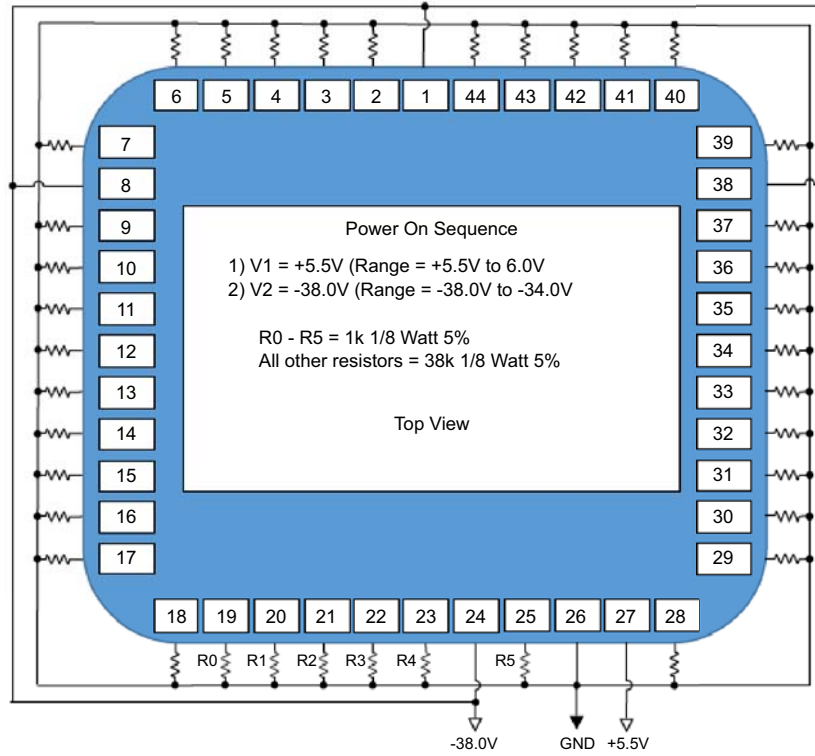 6 5 4 3 2 1 44 43 42 41 40
7 39
8 38
9 37
10 36
11 35
12 34
13 33
14 32
15 31
16 30
17 29
Power On Sequence
1) V1 = +5.5V (Range = +5.5V to 6.0V
2) V2 = -38.0V (Range = -38.0V to -34.0V
R0 - R5 = 1k 1/8 Watt 5%
All other resistors = 38k 1/8 Watt 5%
Top View
18 19 20 21 22 23 24 25 26 27 28
R0 R1 R2 R3 R4 R5
-38.0V GND +5.5V